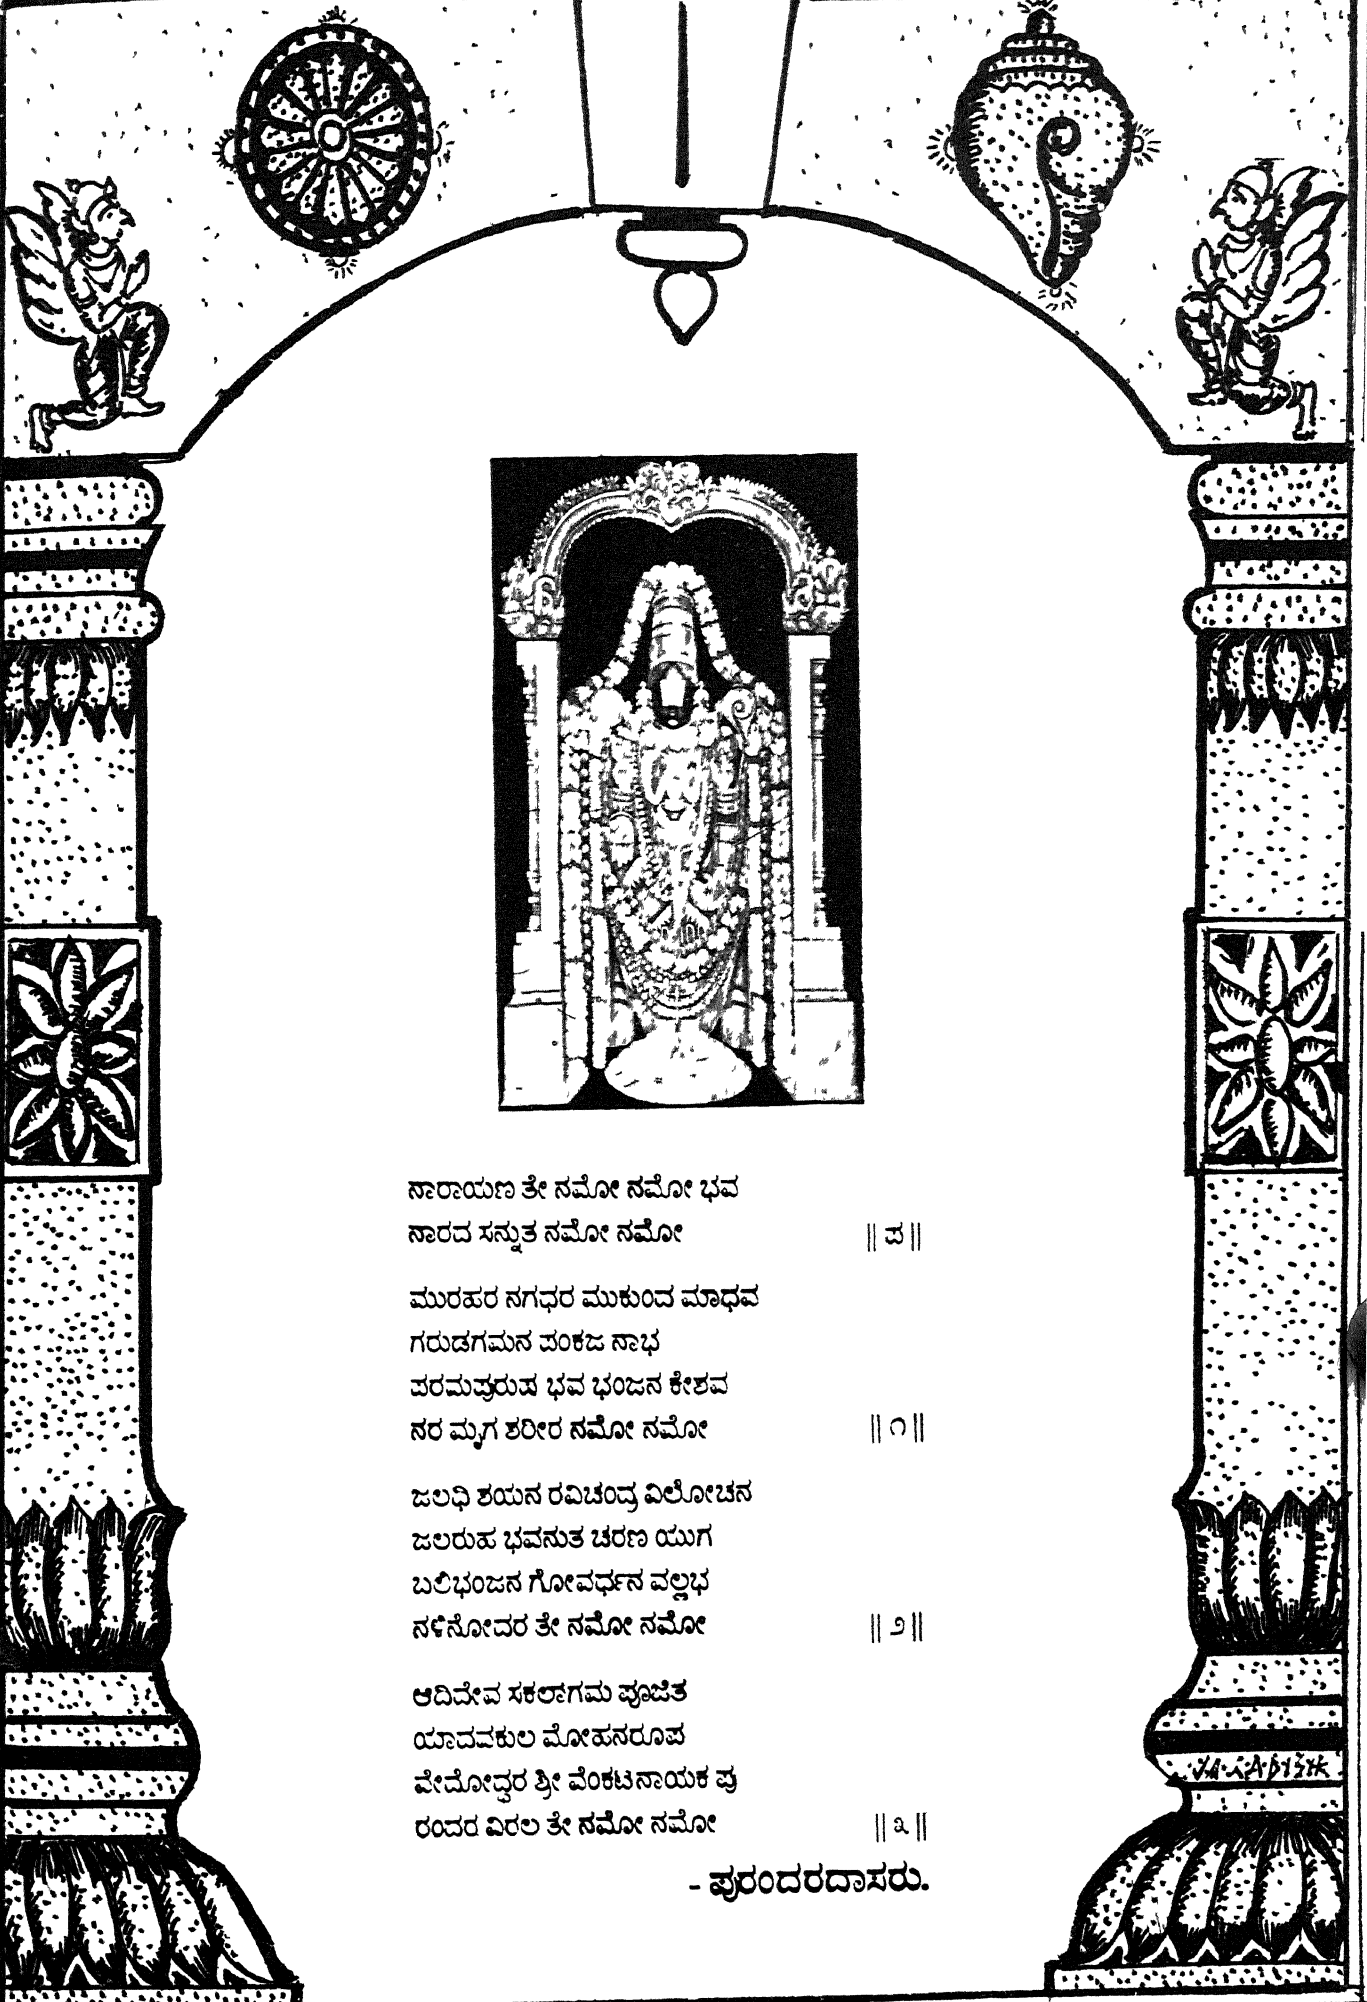 ನಾರಾಯಣ ತೇ ನಮೋ ನಮೋ ಭವ
ನಾರದ ಸನ್ನುತ ನಮೋ ನಮೋ || ಪ ||
ಮುರಹರ ನಗಧರ ಮುಕುಂದ ಮಾಧವ
ಗರುಡಗಮನ ಪಂಕಜ ನಾಭ
ಪರಮಪುರುಷ ಭವ ಭಂಜನ ಕೇಶವ
ನರ ಮೃಗ ಶರೀರ ನಮೋ ನಮೋ || ೧ ||
ಜಲಧಿ ಶಯನ ರವಿಚಂದ್ರ ವಿಲೋಚನ
ಜಲರುಹ ಭವನುತ ಚರಣ ಯುಗ
ಬಲಿಭಂಜನ ಗೋವರ್ಧನ ವಲ್ಲಭ
ನಳಿನೋದರ ತೇ ನಮೋ ನಮೋ || ೨ ||
ಆದಿದೇವ ಸಕಲಾಗಮ ಪೂಜಿತ
ಯಾದವಕುಲ ಮೋಹನರೂಪ
ವೇದೋದ್ಧರ ಶ್ರೀ ವೆಂಕಟನಾಯಕ ಪು
ರಂದರ ವಿಠಲ ತೇ ನಮೋ ನಮೋ || ೩ ||
- ಪುರಂದರದಾಸರು.